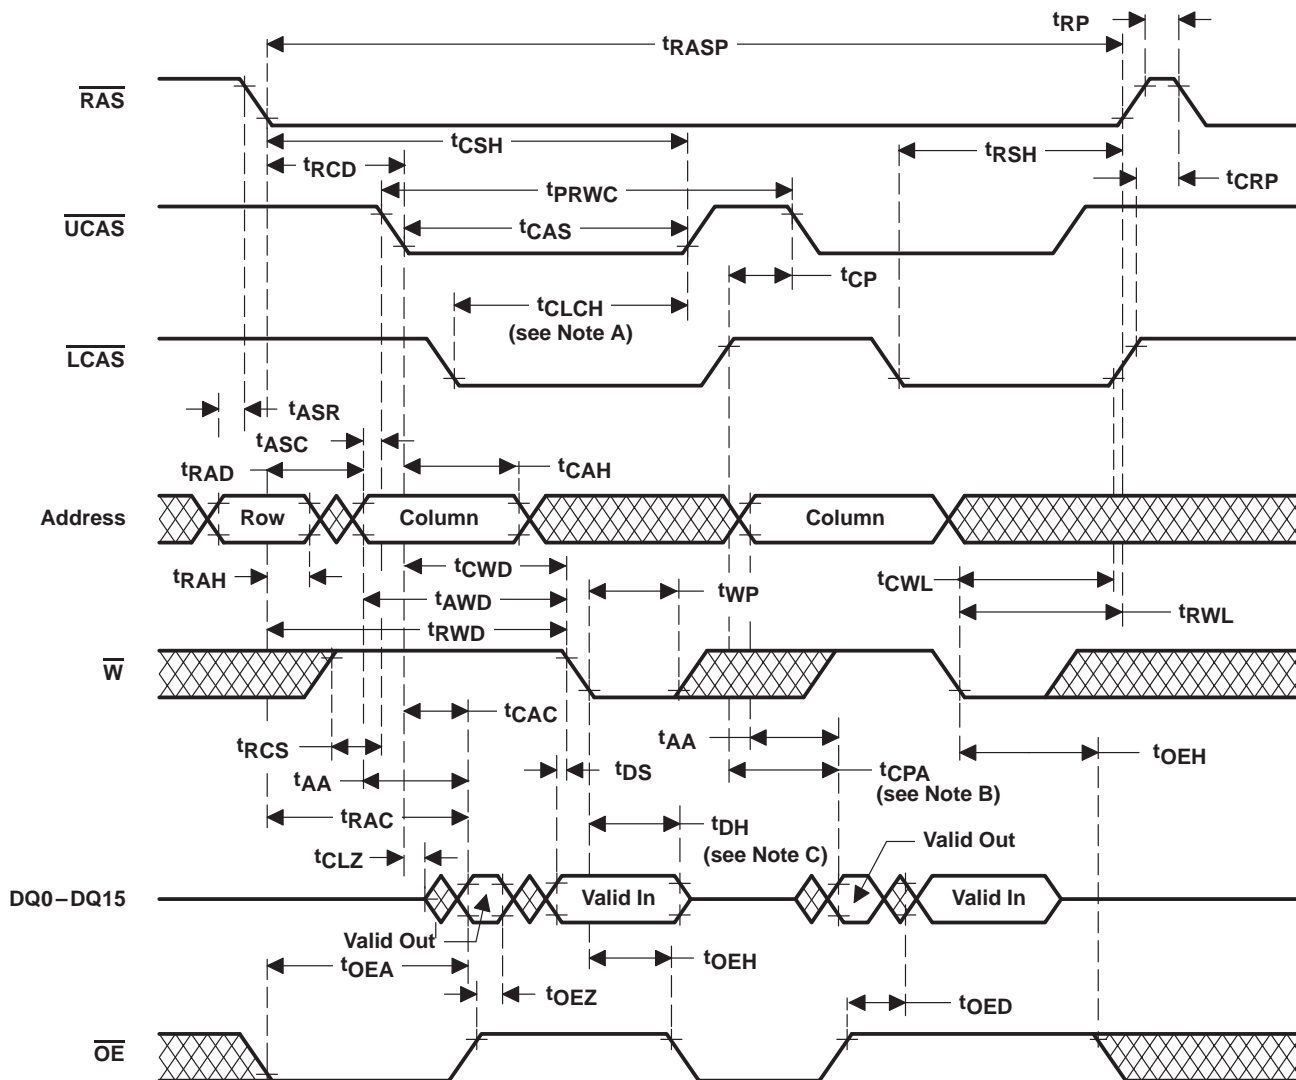 tRP
tRASP
RAS
tCSH
tRSH
tRCD
tCRP
tPRWC
UCAS
tCAS
tCP
tCLCH
(see Note A)
LCAS
tASR
tASC
tRAD
tCAH
Address
Row
Column
Column
tRAH
tCWD
tWP
tCWL
tAWD
tRWL
tRWD
W
tCAC
tRCS
tAA
tOEH
tAA
tDS
tCPA
(see Note B)
tRAC
tDH
(see Note C)
Valid Out
tCLZ
DQ0–DQ15
Valid In
Valid In
Valid Out
tOEA
tOEH
tOEZ
tOED
OE